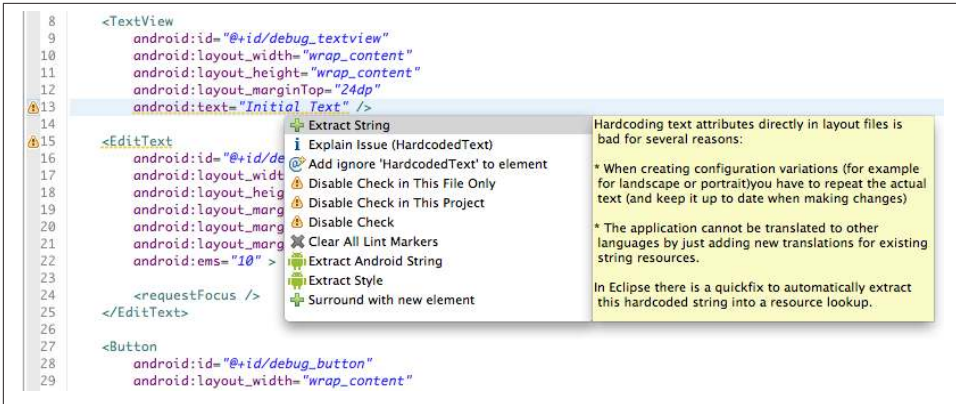 8 <TextView
9 android:id="@+id/debug_textview"
10 android:layout_width="wrap_content"
11 android:layout_height="wrap_content"
12 android:layout_marginTop="24dp"
13 android:text="Initial Text" />
14
15 <EditText
16 android:id="@+id/de
17 android:layout_widt
18 android:layout_heig
19 android:layout_marg
20 android:layout_marg
21 android:layout_marg
22 android:ems="10" >
23
24 <requestFocus />
25 </EditText>
26
27 <Button
28 android:id="@+id/debug_button"
29 android:layout_width="wrap_content"
Extract String
Explain Issue (HardcodedText)
Add ignore 'HardcodedText' to element
Disable Check in This File Only
Disable Check in This Project
Disable Check
Clear All Lint Markers
Extract Android String
Extract Style
Surround with new element
Hardcoding text attributes directly in layout files is
bad for several reasons:
* When creating configuration variations (for example
for landscape or portrait)you have to repeat the actual
text (and keep it up to date when making changes)
* The application cannot be translated to other
languages by just adding new translations for existing
string resources.
In Eclipse there is a quickfix to automatically extract
this hardcoded string into a resource lookup.